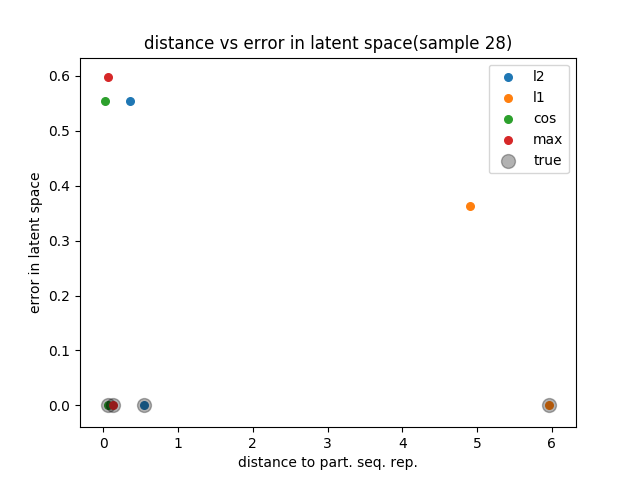 distance vs error in latent space(sample 28)
0.6
0.5
0.4
0.3
0.2
0.1
0.0
error in latent space
l2
l1
cos
max
true
0 1 2 3 4 5 6
distance to part. seq. rep.